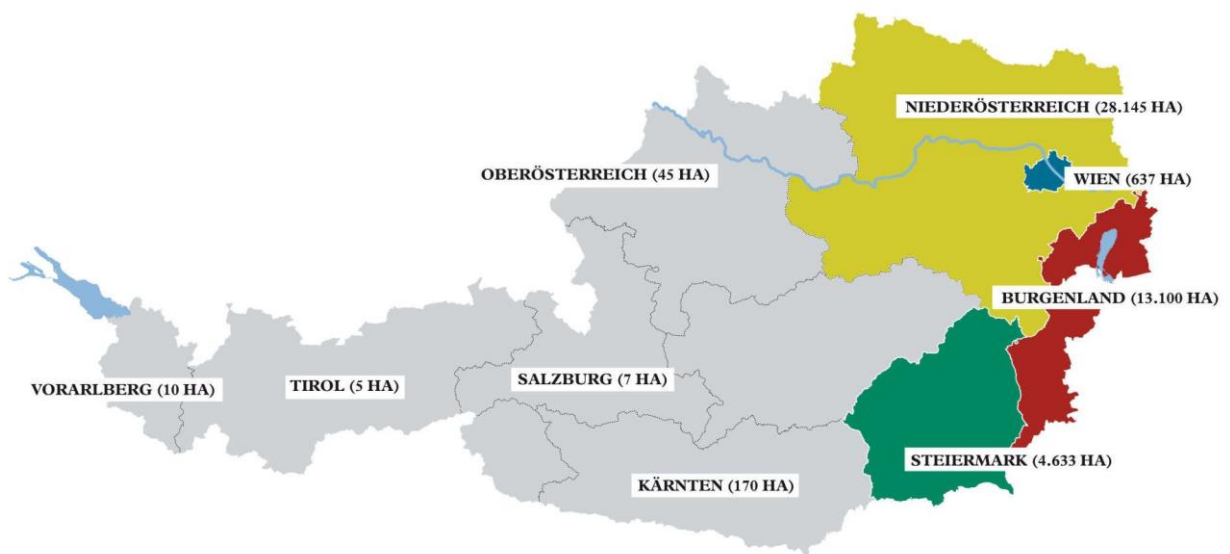 NIEDERÖSTERREICH (28.145 HA)
OBERÖSTERREICH (45 HA)
WIEN (637 HA)
BURGENLAND (13.100 HA)
VORARLBERG (10 HA)
TIROL (5 HA)
SALZBURG (7 HA)
STEIERMARK (4.633 HA)
KÄRNTEN (170 HA)